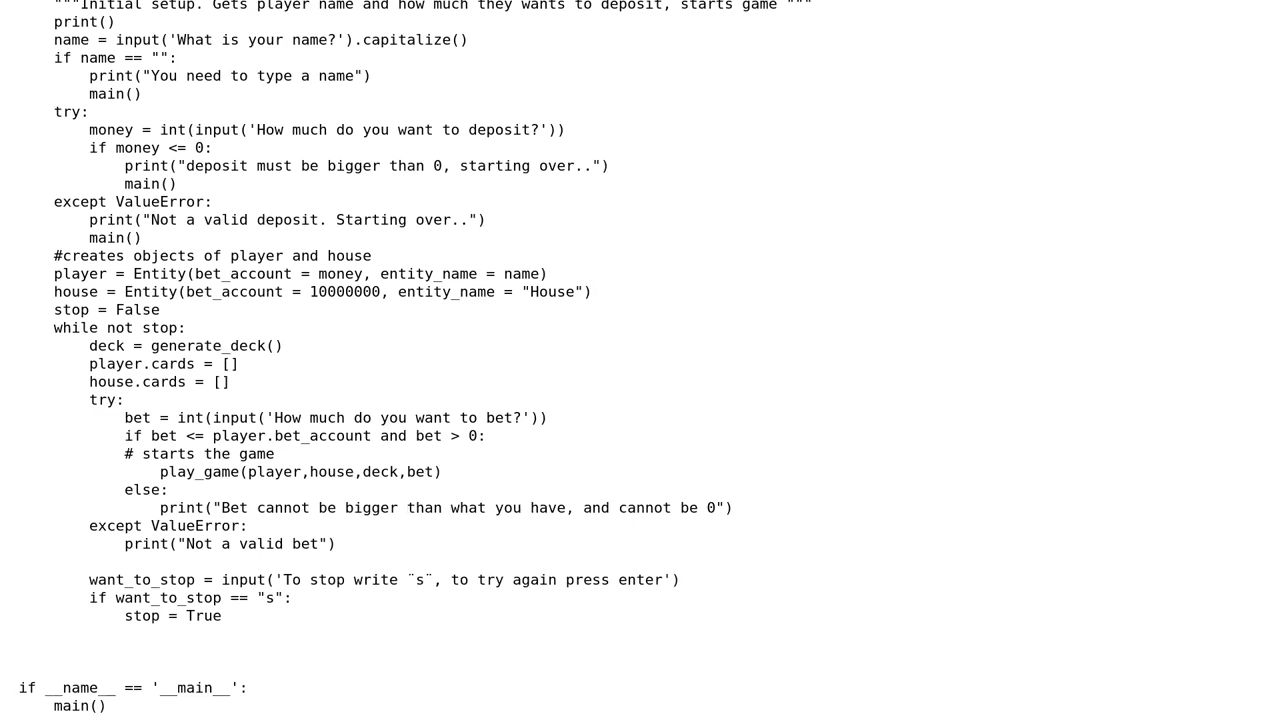 """Initial setup. Gets player name and how much they wants to deposit, starts game """
print()
name = input('What is your name?').capitalize()
if name == "":
print("You need to type a name")
main()
try:
money = int(input('How much do you want to deposit?'))
if money <= 0:
print("deposit must be bigger than 0, starting over..")
main()
except ValueError:
print("Not a valid deposit. Starting over..")
main()
#creates objects of player and house
player = Entity(bet_account = money, entity_name = name)
house = Entity(bet_account = 10000000, entity_name = "House")
stop = False
while not stop:
deck = generate_deck()
player.cards = []
house.cards = []
try:
bet = int(input('How much do you want to bet?'))
if bet <= player.bet_account and bet > 0:
# starts the game
play_game(player,house,deck,bet)
else:
print("Bet cannot be bigger than what you have, and cannot be 0")
except ValueError:
print("Not a valid bet")
want_to_stop = input('To stop write ¨s¨, to try again press enter')
if want_to_stop == "s":
stop = True
if __name__ == '__main__':
main()